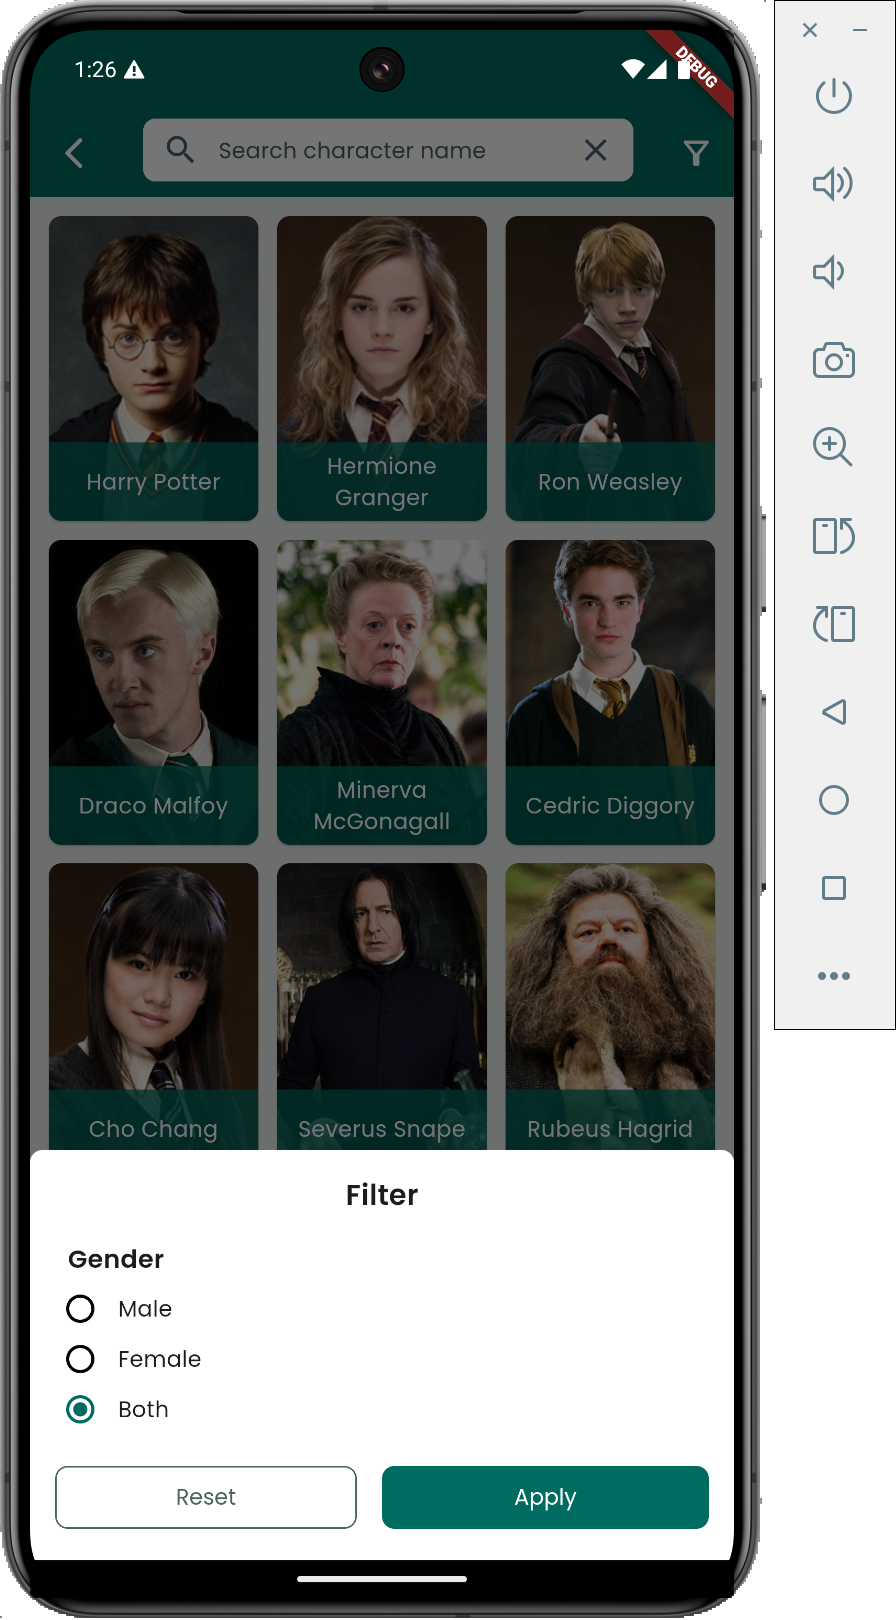 1:26
DEBUG
Search character name
Harry Potter
Hermione
Granger
Ron Weasley
Draco Malfoy
Minerva
McGonagall
Cedric Diggory
Cho Chang
Severus Snape
Rubeus Hagrid
Filter
Gender
Male
Female
Both
Reset
Apply